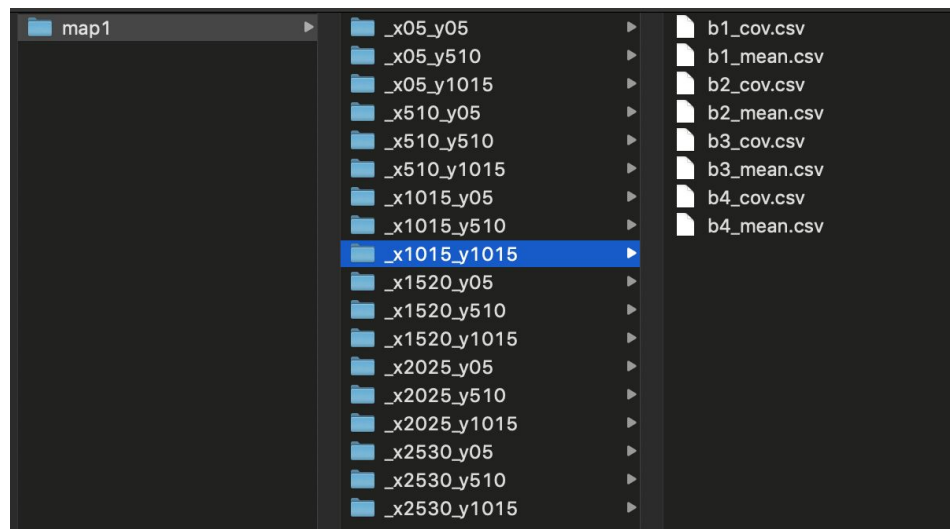 map1
_x05_y05
_x05_y510
_x05_y1015
_x510_y05
_x510_y510
_x510_y1015
_x1015_y05
_x1015_y510
_x1015_y1015
_x1520_y05
_x1520_y510
_x1520_y1015
_x2025_y05
_x2025_y510
_x2025_y1015
_x2530_y05
_x2530_y510
_x2530_y1015
b1_cov.csv
b1_mean.csv
b2_cov.csv
b2_mean.csv
b3_cov.csv
b3_mean.csv
b4_cov.csv
b4_mean.csv